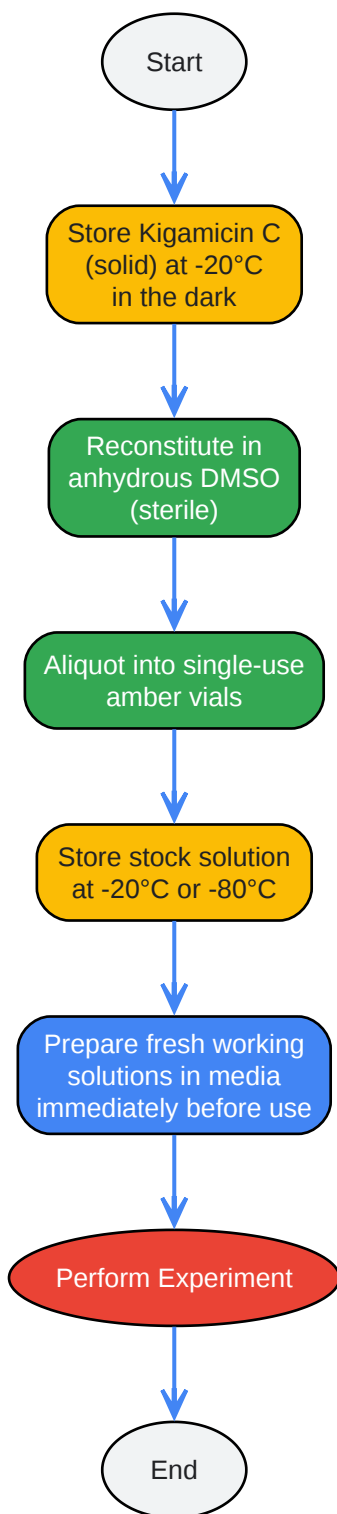 Start
Store Kigamicin C
(solid) at -20°C
in the dark
Reconstitute in
anhydrous DMSO
(sterile)
Aliquot into single-use
amber vials
Store stock solution
at -20°C or -80°C
Prepare fresh working
solutions in media
immediately before use
Perform Experiment
End